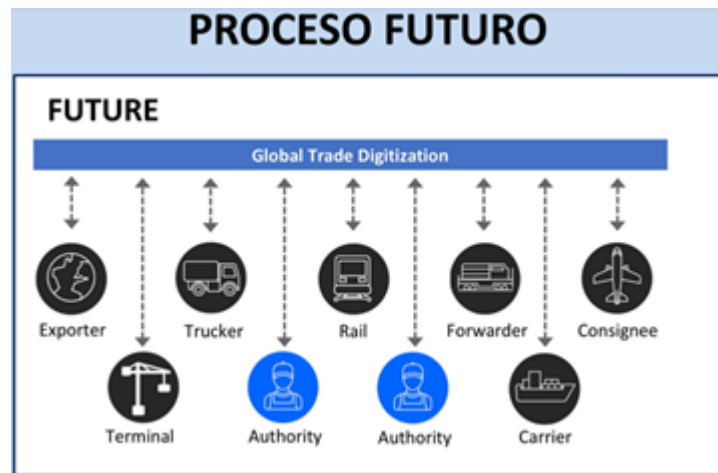 PROCESO FUTURO
FUTURE
Global Trade Digitization
Exporter
Trucker
Rail
Forwarder
Consignee
Terminal
Authority
Authority
Carrier